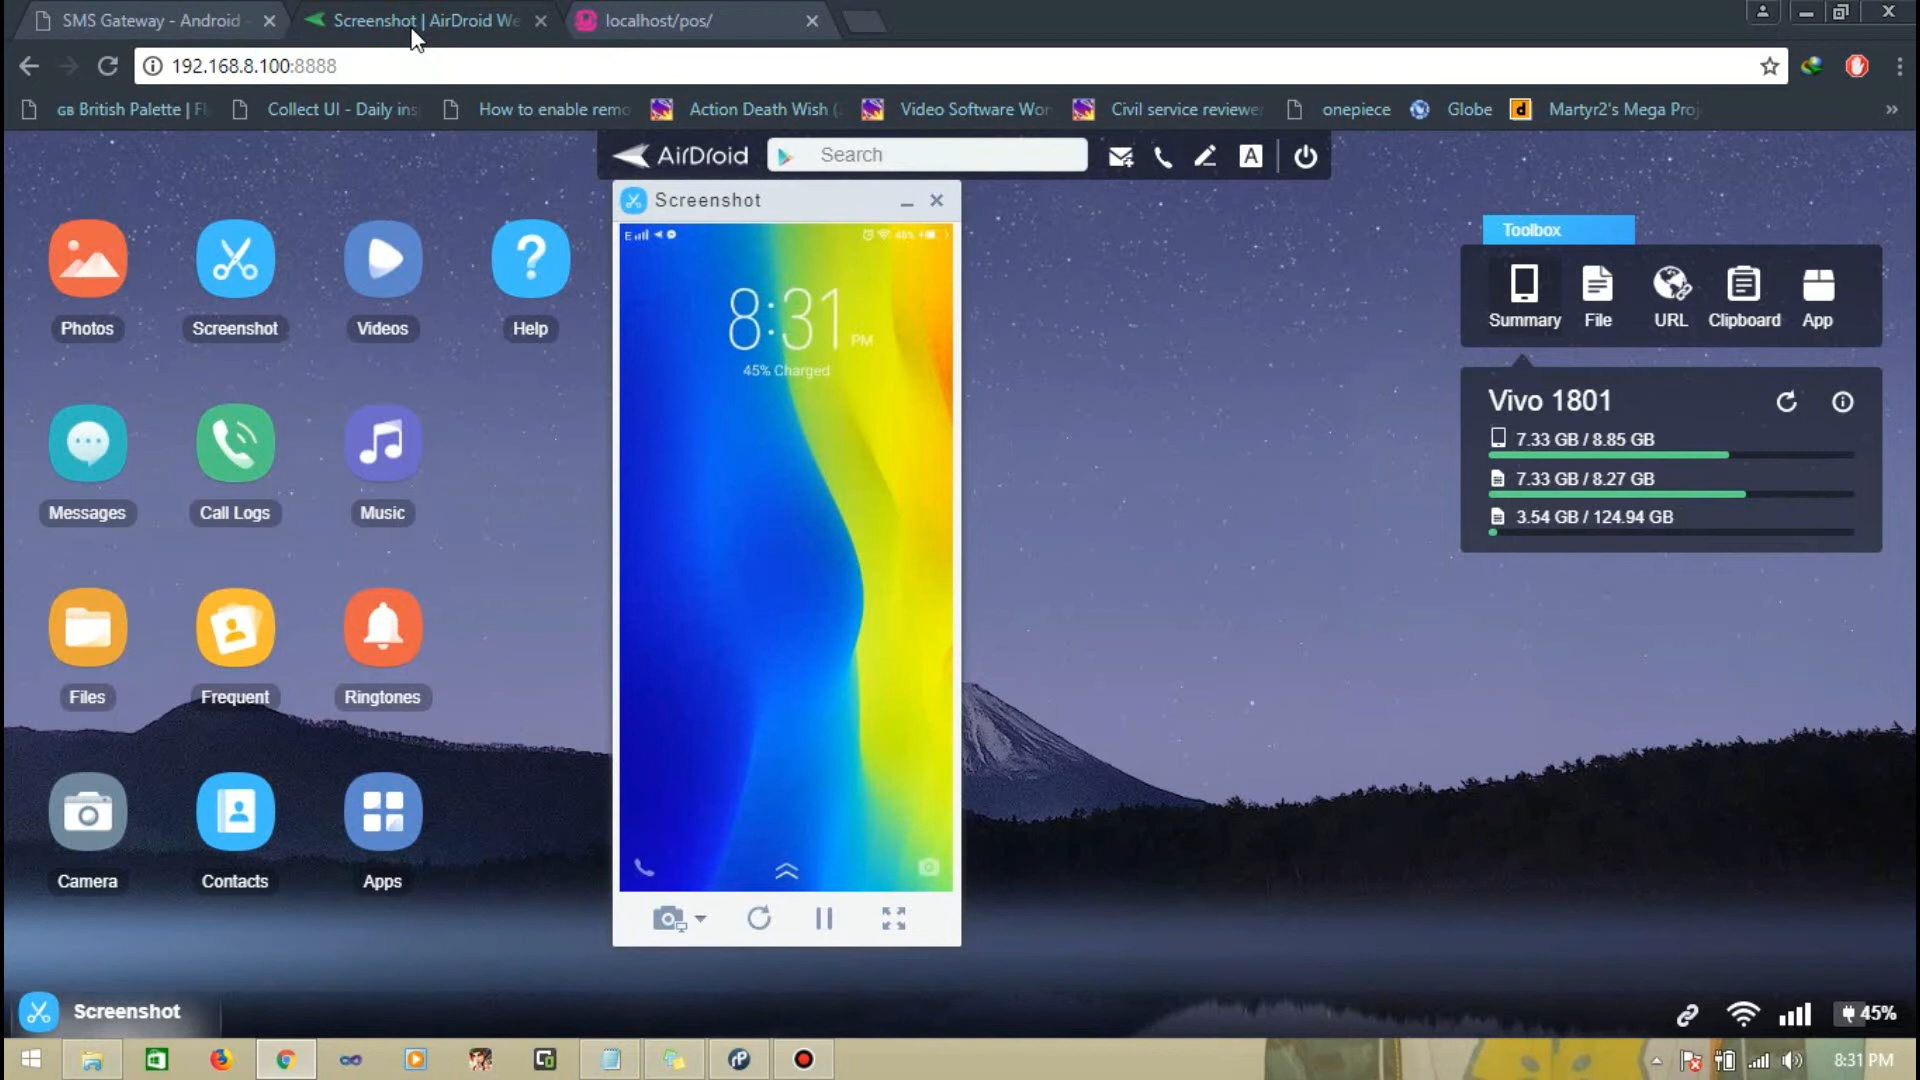 SMS Gateway - Android
Screenshot | AirDroid We
localhost/pos/
192.168.8.100:8888
GB British Palette | Fl
Collect UI - Daily ins
How to enable remo
Action Death Wish (
Video Software Wor
Civil service reviewer
onepiece
Globe
d
Martyr2's Mega Proj
»
AirDroid
Search
A
Screenshot
E
45%
8:31 PM
45% Charged
Photos
Screenshot
Videos
?
Help
Messages
Call Logs
Music
Files
Frequent
Ringtones
Camera
Contacts
Apps
Toolbox
Summary
File
URL
Clipboard
App
Vivo 1801
7.33 GB / 8.85 GB
7.33 GB / 8.27 GB
3.54 GB / 124.94 GB
Screenshot
45%
8:31 PM